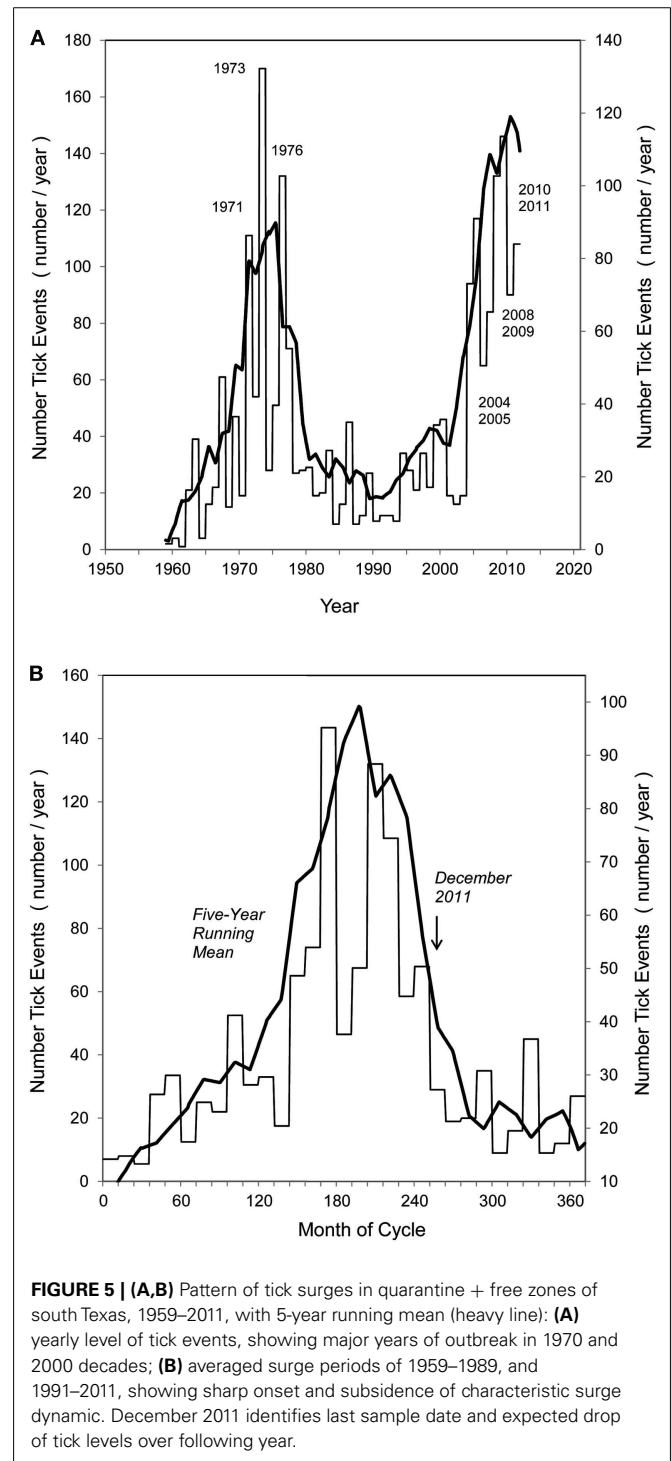 A
180
160
140
120
100
80
60
40
20
0
Number Tick Events ( number / year )
1973
1976
1971
2010
2011
2008
2009
2004
2005
140
120
100
80
60
40
20
0
Number Tick Events ( number / year )
1950 1960 1970 1980 1990 2000 2010 2020
Year
B
160
140
120
100
80
60
40
20
0
Number Tick Events ( number / year )
Five-Year
Running
Mean
December
2011
100
90
80
70
60
50
40
30
20
10
Number Tick Events ( number / year )
0 60 120 180 240 300 360
Month of Cycle
FIGURE 5 | (A,B) Pattern of tick surges in quarantine + free zones of
south Texas, 1959–2011, with 5-year running mean (heavy line): (A)
yearly level of tick events, showing major years of outbreak in 1970 and
2000 decades; (B) averaged surge periods of 1959–1989, and
1991–2011, showing sharp onset and subsidence of characteristic surge
dynamic. December 2011 identifies last sample date and expected drop
of tick levels over following year.